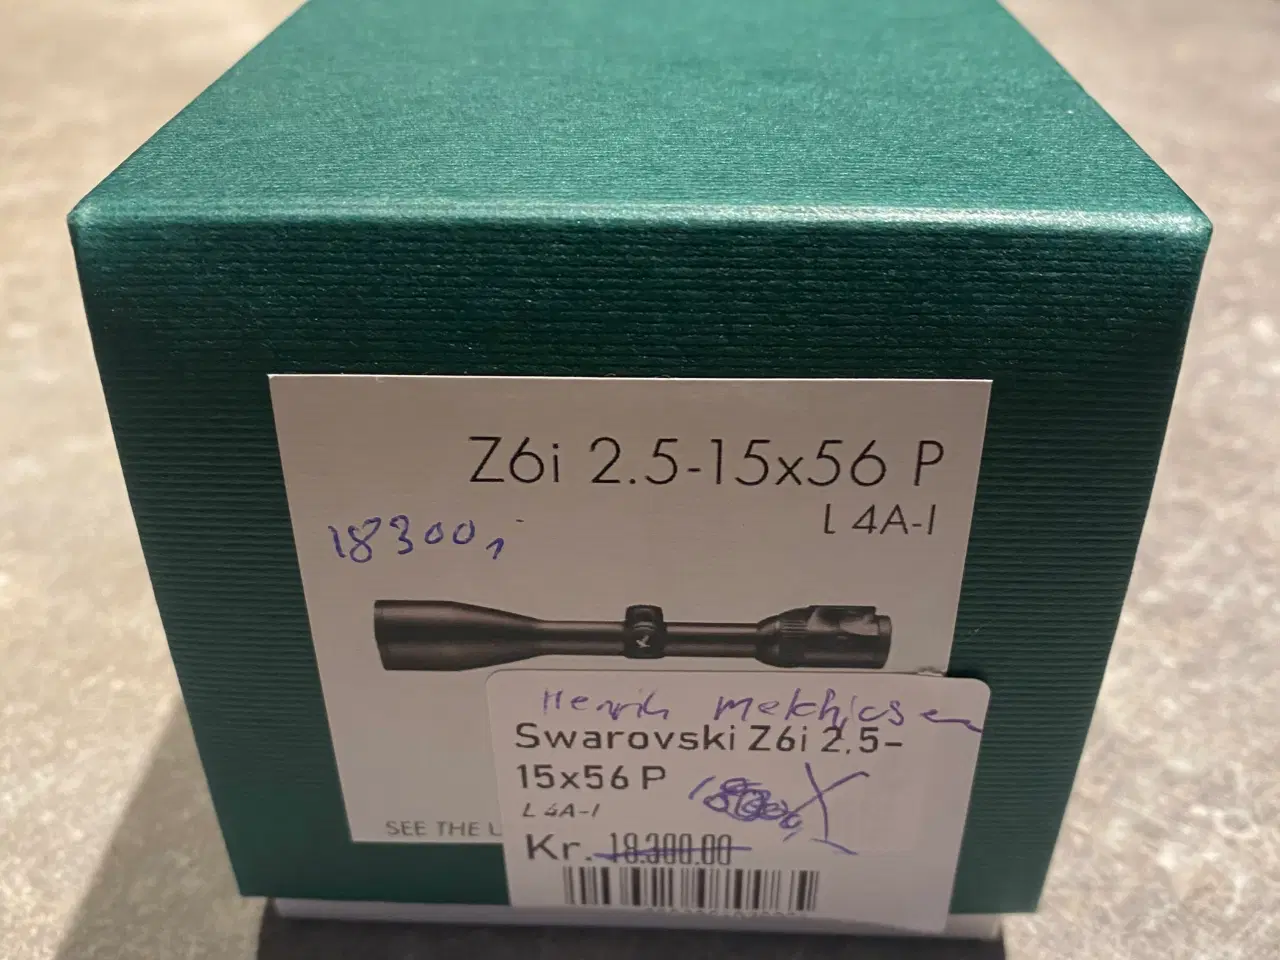 Z6i 2.5-15x56 P
L 4A-I
18300,-
SEE THE U
Henrik Melchiorsen
Swarovski Z6i 2,5-
15x56 P
L 4A-I
Kr. 18.300.00